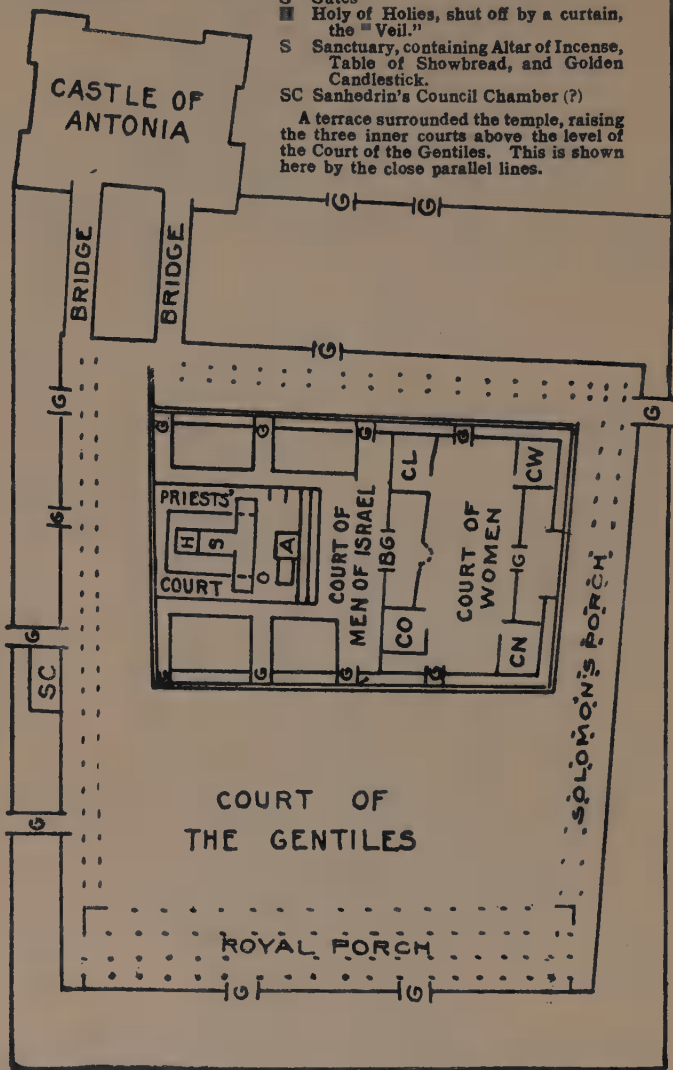 Gates
H Holy of Holies, shut off by a curtain,
the "Veil."
S Sanctuary, containing Altar of Incense,
Table of Showbread, and Golden
Candlestick.
SC Sanhedrin's Council Chamber (?)
A terrace surrounded the temple, raising
the three inner courts above the level of
the Court of the Gentiles. This is shown
here by the close parallel lines.
CASTLE OF
ANTONIA
G
G
BRIDGE
BRIDGE
G
G
G
G
G
G
G
G
CL
CW
PRIESTS'
H
S
A
COURT
COURT OF
MEN OF ISRAEL
BG
COURT OF
WOMEN
G
CO
CN
G
G
G
G
SC
G
G
SOLOMON'S PORCH
COURT OF
THE GENTILES
ROYAL PORCH
G
G